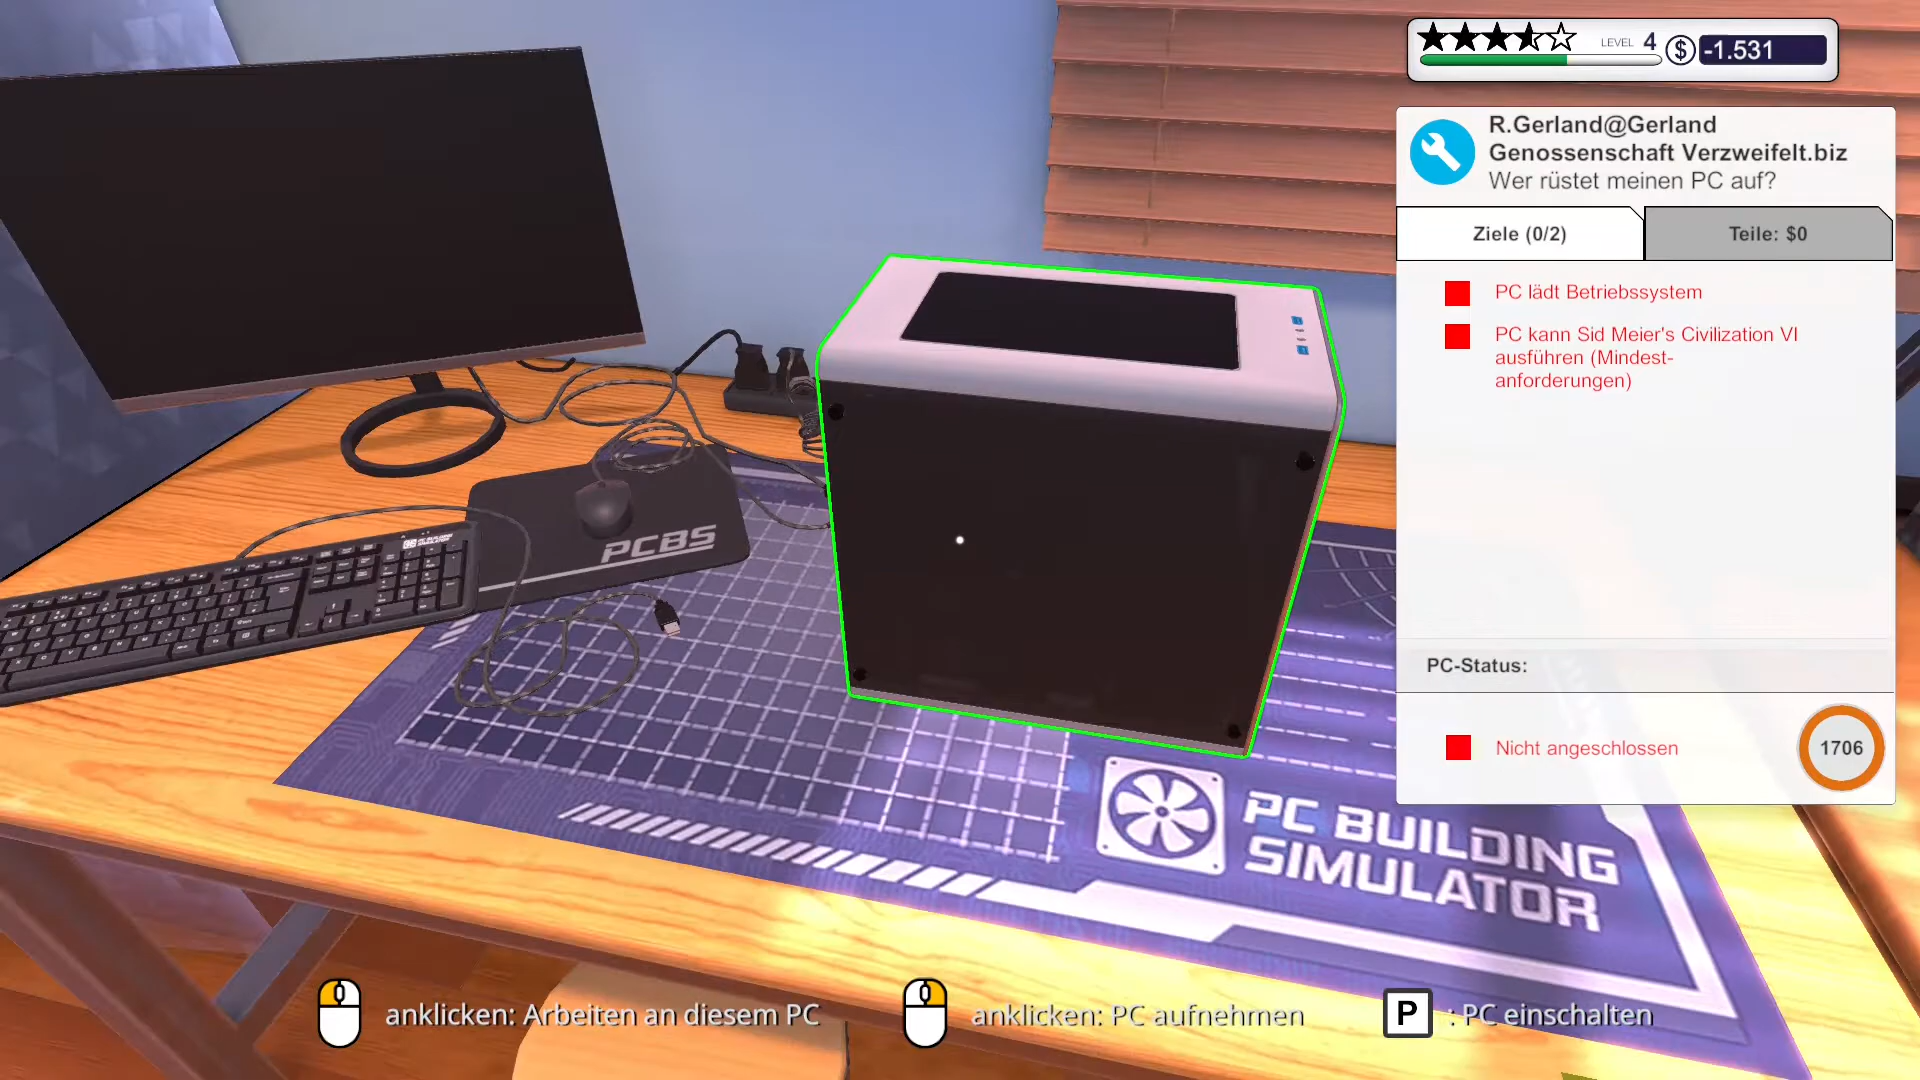 LEVEL 4 $ -1.531
R.Gerland@Gerland
Genossenschaft Verzweifelt.biz
Wer rüstet meinen PC auf?
Ziele (0/2)
Teile: $0
PC lädt Betriebssystem
PC kann Sid Meier's Civilization VI
ausführen (Mindest-
anforderungen)
PC-Status:
Nicht angeschlossen
1706
PCBS
PC BUILDING
SIMULATOR
anklicken: Arbeiten an diesem PC
anklicken: PC aufnehmen
P : PC einschalten